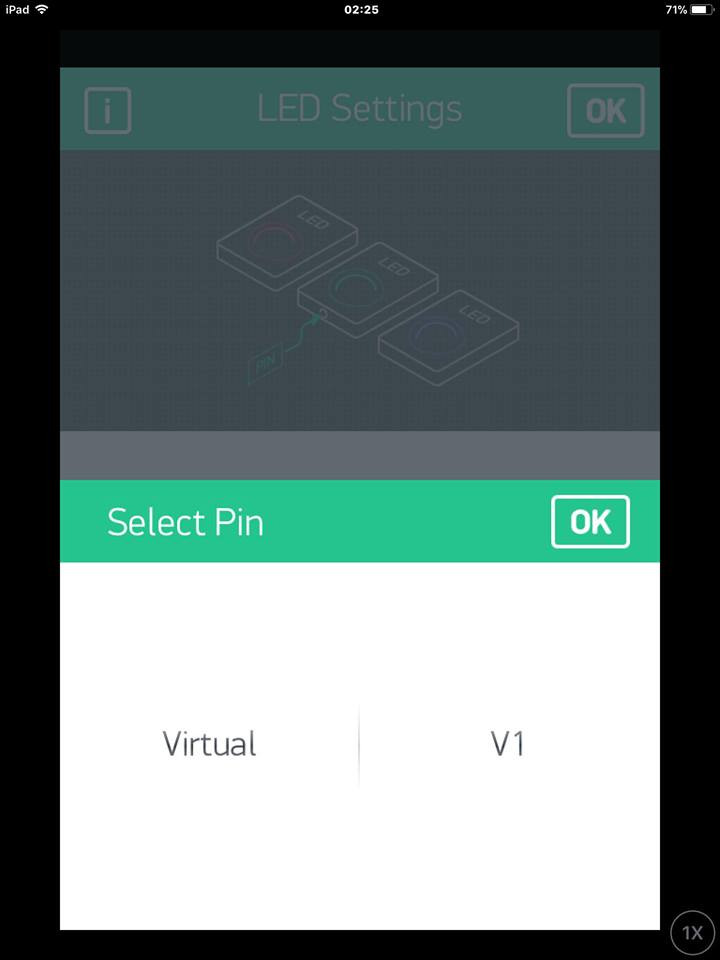 iPad 02:25 71%
i LED Settings OK
LED
LED
LED
PIN
Select Pin OK
Virtual V1
1X